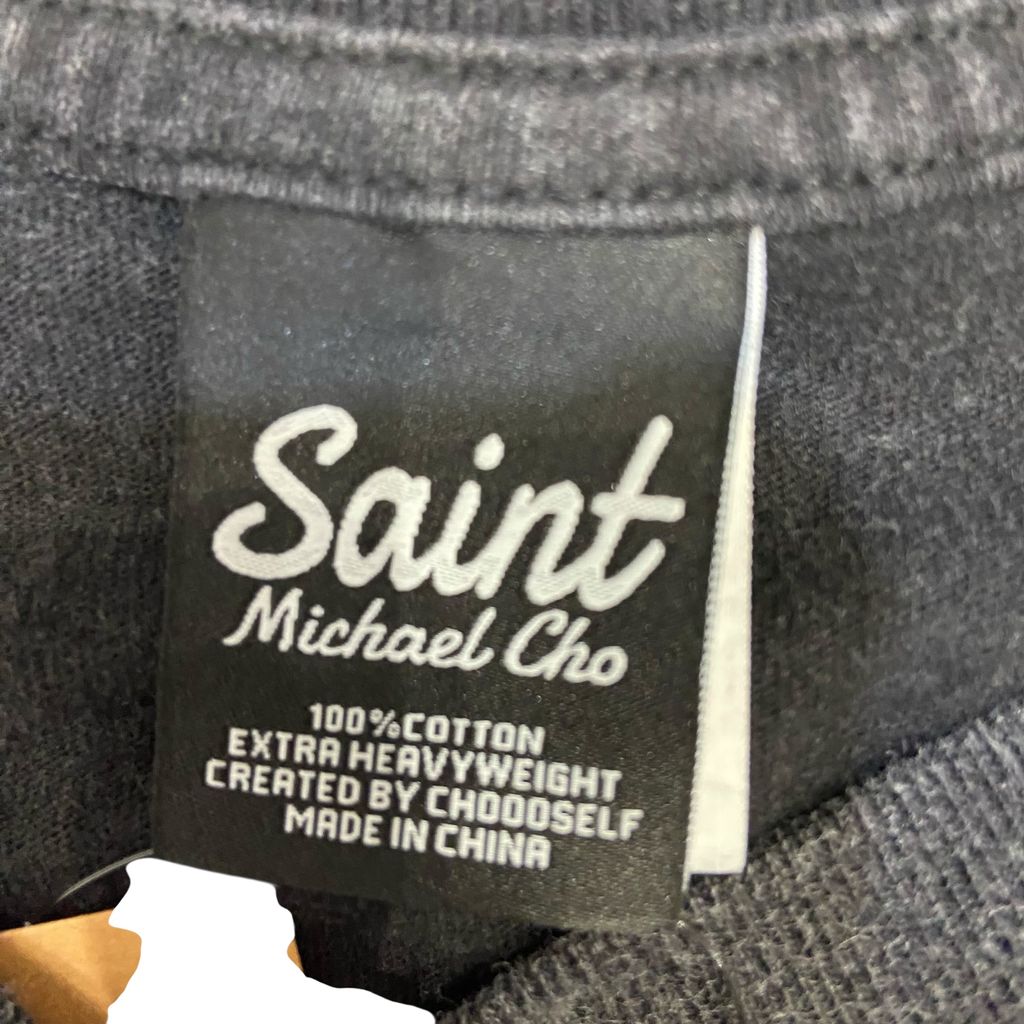 Saint
Michael Cho
100%COTTON
EXTRA HEAVYWEIGHT
CREATED BY CHOOOSELF
MADE IN CHINA